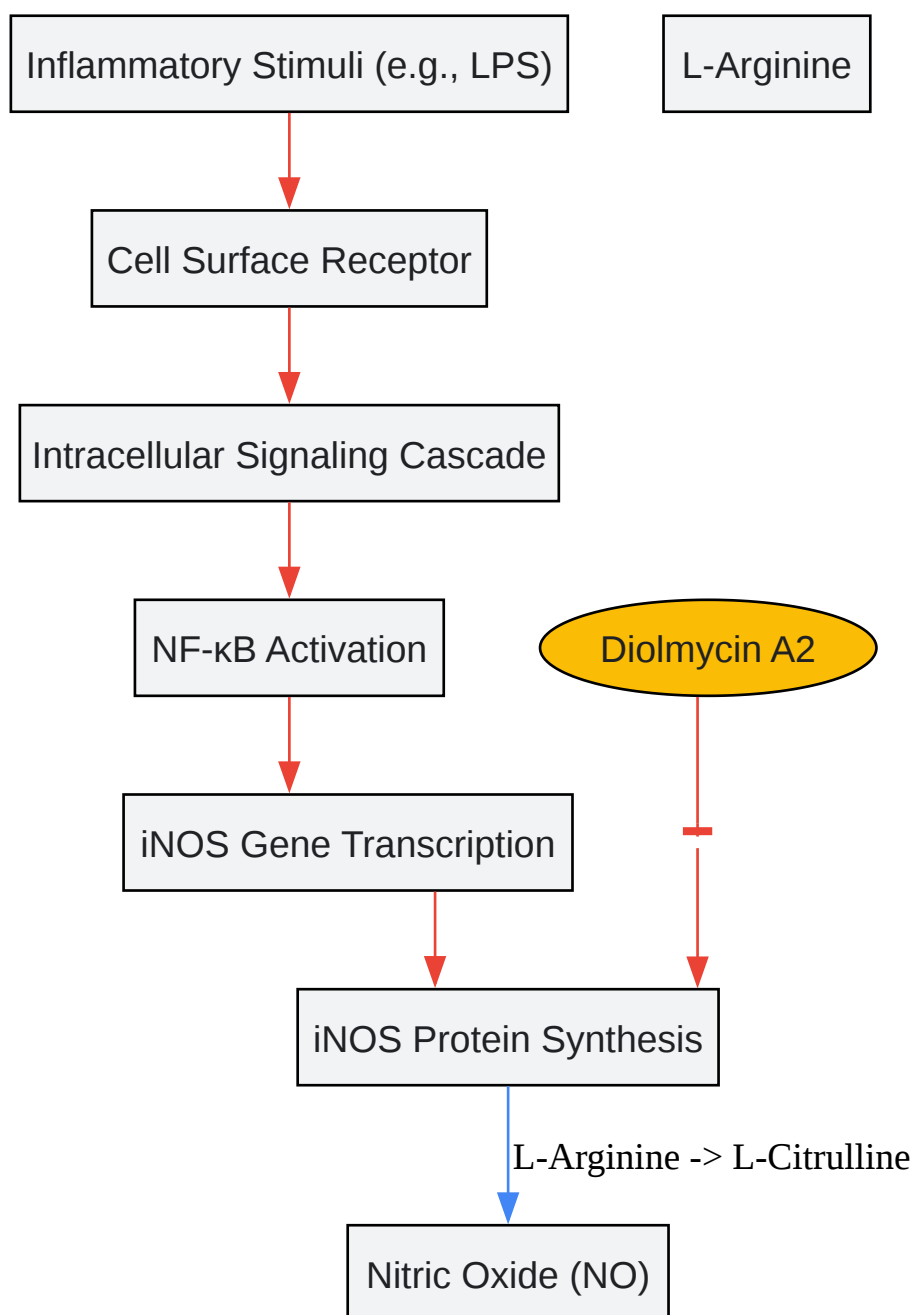 Inflammatory Stimuli (e.g., LPS)
L-Arginine
Cell Surface Receptor
Intracellular Signaling Cascade
NF-κB Activation
Diolmycin A2
iNOS Gene Transcription
iNOS Protein Synthesis
L-Arginine -> L-Citrulline
Nitric Oxide (NO)